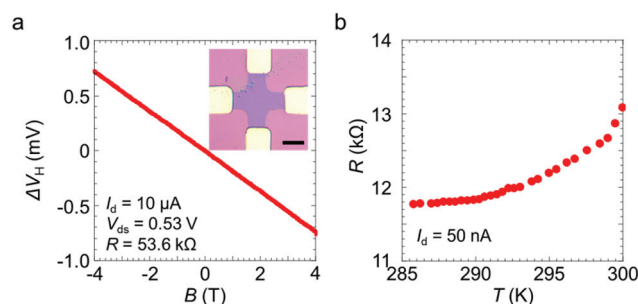 a
ΔV_H (mV)
1.0
0.5
0
-0.5
-1.0
I_d = 10 µA
V_ds = 0.53 V
R = 53.6 kΩ
-4
-2
0
2
4
B (T)
b
R (kΩ)
14
13
12
11
I_d = 50 nA
285
290
295
300
T (K)